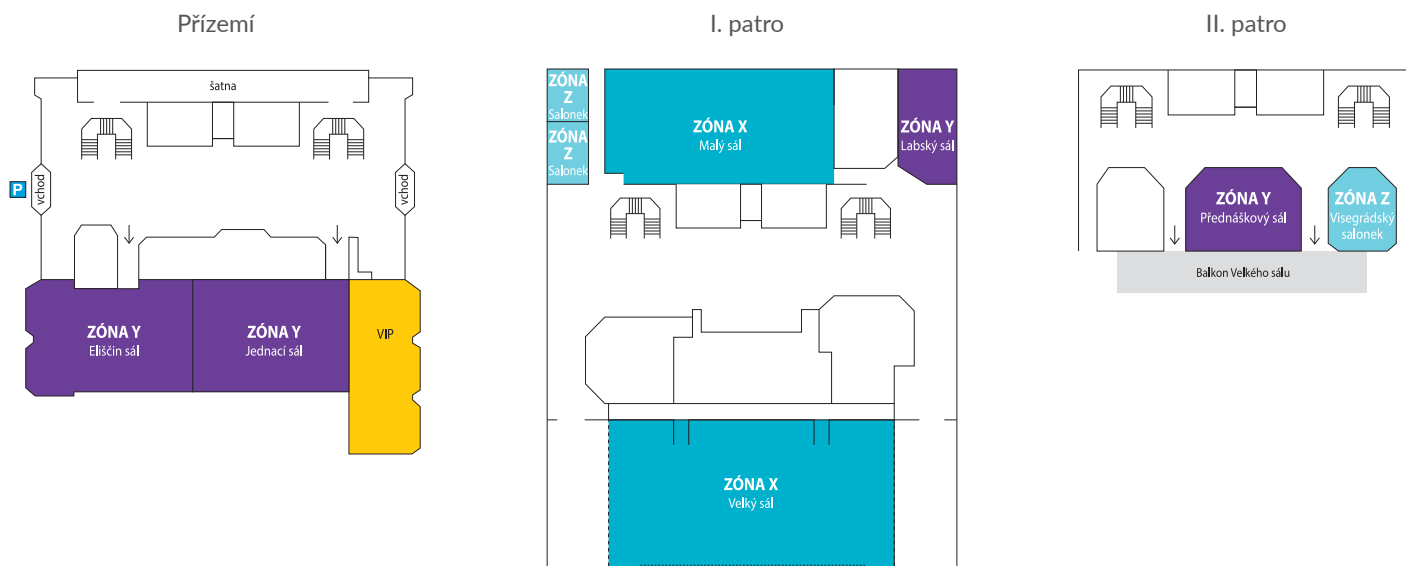 Přízemí
I. patro
II. patro
šatna
P
vchod
vchod
ZÓNA Y
Eliščin sál
ZÓNA Y
Jednací sál
VIP
ZÓNA
Z
Salonek
ZÓNA
Z
Salonek
ZÓNA X
Malý sál
ZÓNA Y
Labský sál
ZÓNA X
Velký sál
ZÓNA Y
Přednáškový sál
ZÓNA Z
Visegrádský
salonek
Balkon Velkého sálu